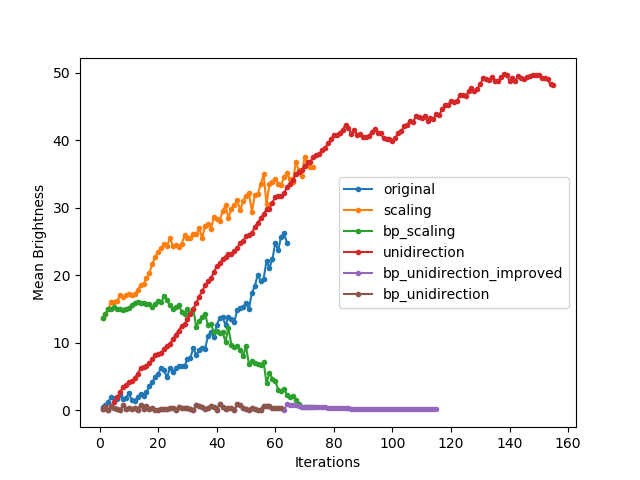 50
40
30
20
10
0
Mean Brightness
original
scaling
bp_scaling
unidirection
bp_unidirection_improved
bp_unidirection
0 20 40 60 80 100 120 140 160
Iterations